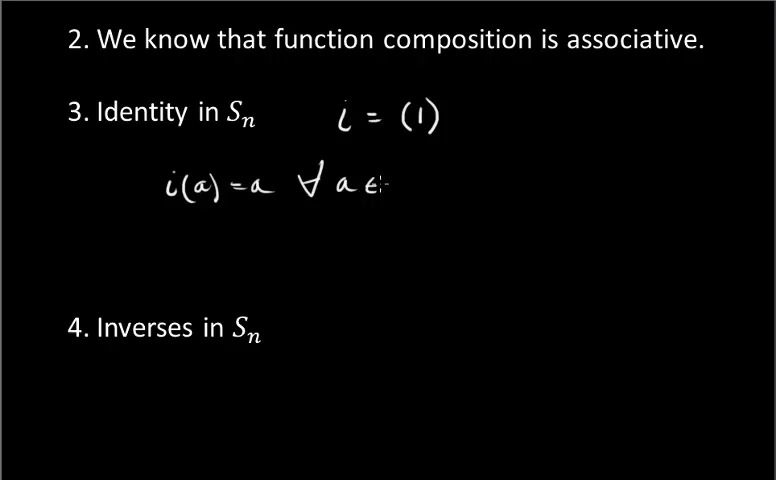 2. We know that function composition is associative.
3. Identity in Sₙ i = (1)
i(a) = a ∀ a ∈
4. Inverses in Sₙ